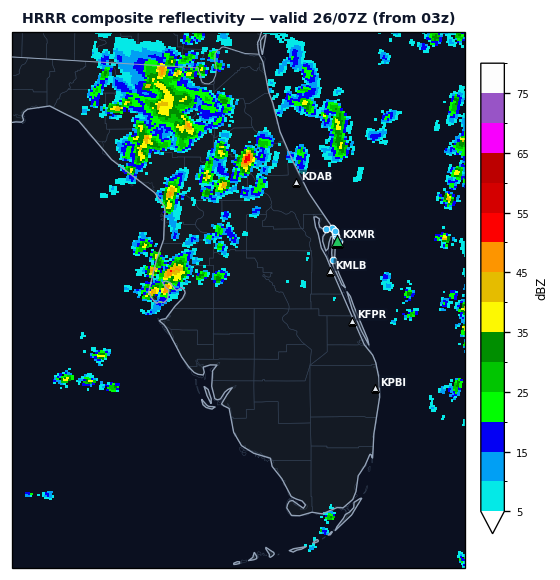 HRRR composite reflectivity — valid 26/07Z (from 03z)
KDAB
KXMR
KMLB
KFPR
KPBI
75
65
55
45
35
25
15
5
dBZ